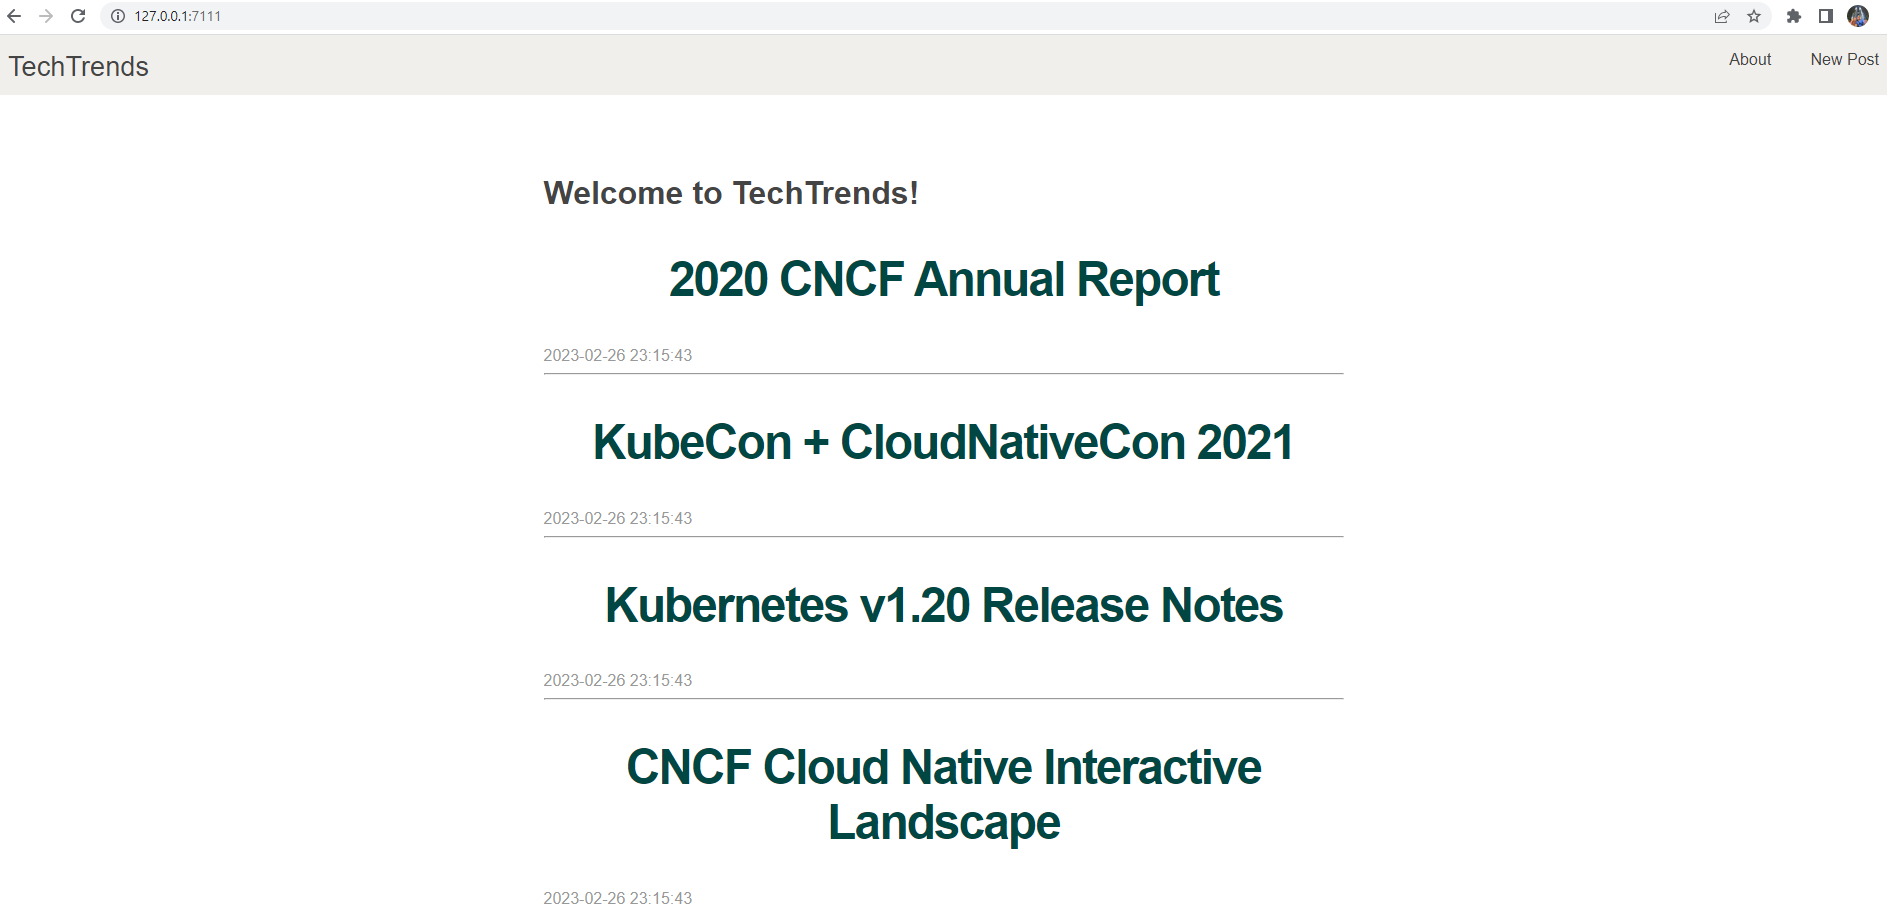 127.0.0.1:7111
TechTrends
About
New Post
Welcome to TechTrends!
2020 CNCF Annual Report
2023-02-26 23:15:43
KubeCon + CloudNativeCon 2021
2023-02-26 23:15:43
Kubernetes v1.20 Release Notes
2023-02-26 23:15:43
CNCF Cloud Native Interactive
Landscape
2023-02-26 23:15:43